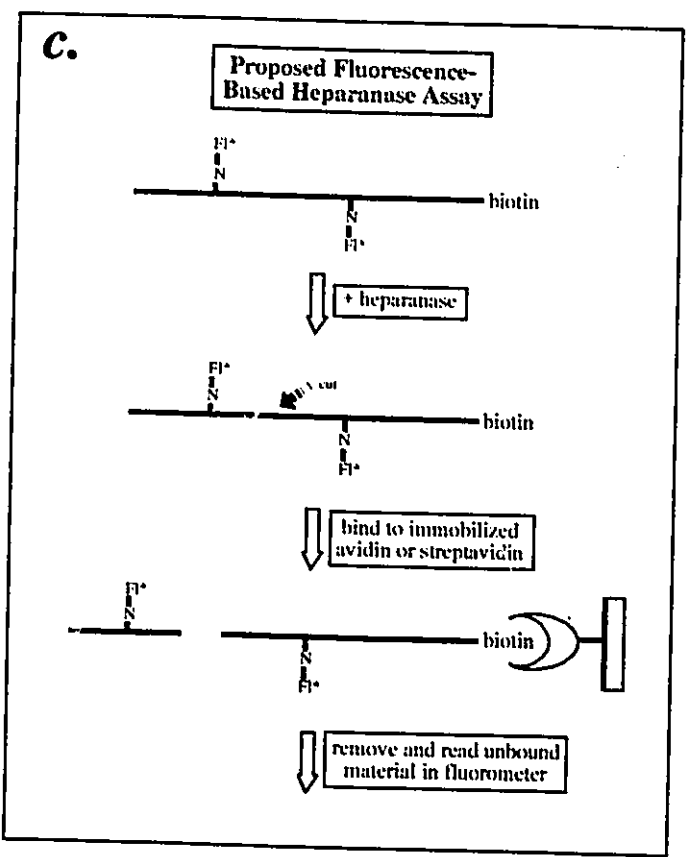 c.
Proposed Fluorescence-
Based Heparanase Assay
Fl*
N
biotin
N
Fl*
+ heparanase
Fl*
N
cut
biotin
N
Fl*
bind to immobilized
avidin or streptavidin
Fl*
N
biotin
N
Fl*
remove and read unbound
material in fluorometer